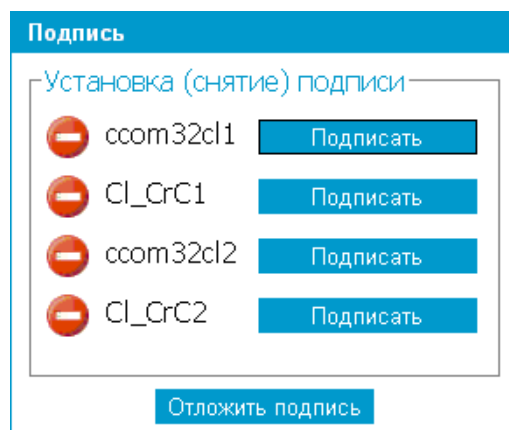 Подпись
Установка (снятие) подписи
ccom32cl1 Подписать
Cl_CrC1 Подписать
ccom32cl2 Подписать
Cl_CrC2 Подписать
Отложить подпись